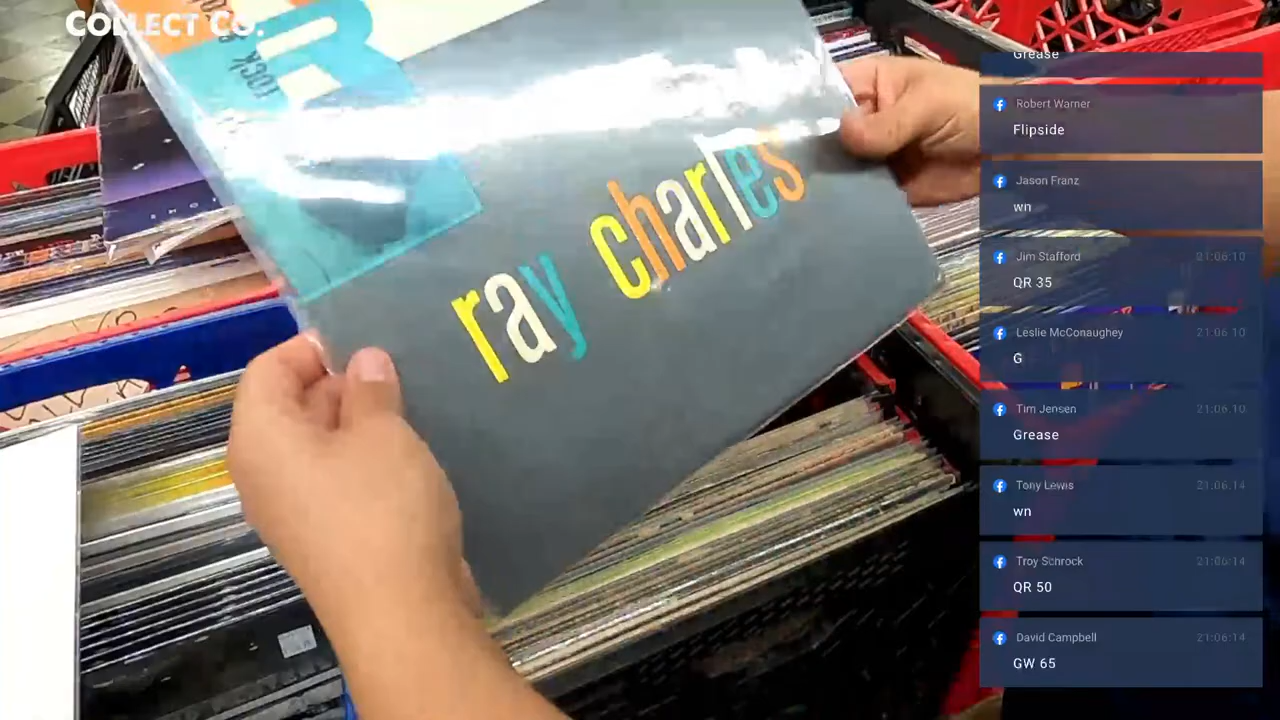 COLLECT CO.
rock
ray charles
Grease
Robert Warner
Flipside
Jason Franz
wn
Jim Stafford 21:06:10
QR 35
Leslie McConaughey 21:06:10
G
Tim Jensen 21:06:10
Grease
Tony Lewis 21:06:14
wn
Troy Schrock 21:06:14
QR 50
David Campbell 21:06:14
GW 65